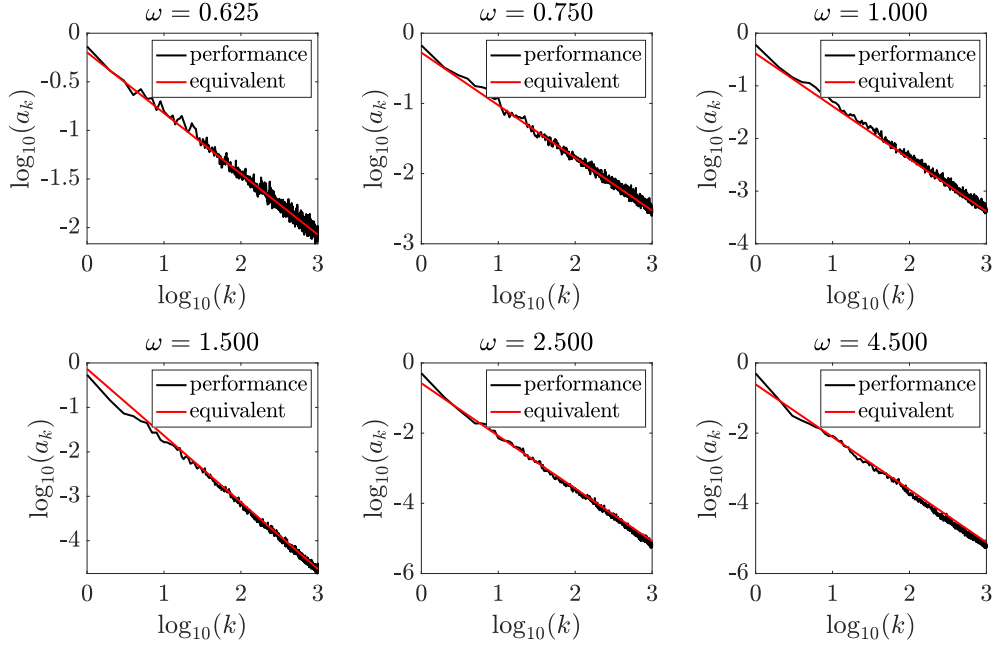 ω = 0.625
performance
equivalent
log₁₀(aₖ)
0
-0.5
-1
-1.5
-2
0 1 2 3
log₁₀(k)
ω = 0.750
performance
equivalent
log₁₀(aₖ)
0
-1
-2
-3
0 1 2 3
log₁₀(k)
ω = 1.000
performance
equivalent
log₁₀(aₖ)
0
-1
-2
-3
-4
0 1 2 3
log₁₀(k)
ω = 1.500
performance
equivalent
log₁₀(aₖ)
0
-1
-2
-3
-4
0 1 2 3
log₁₀(k)
ω = 2.500
performance
equivalent
log₁₀(aₖ)
0
-2
-4
-6
0 1 2 3
log₁₀(k)
ω = 4.500
performance
equivalent
log₁₀(aₖ)
0
-2
-4
-6
0 1 2 3
log₁₀(k)